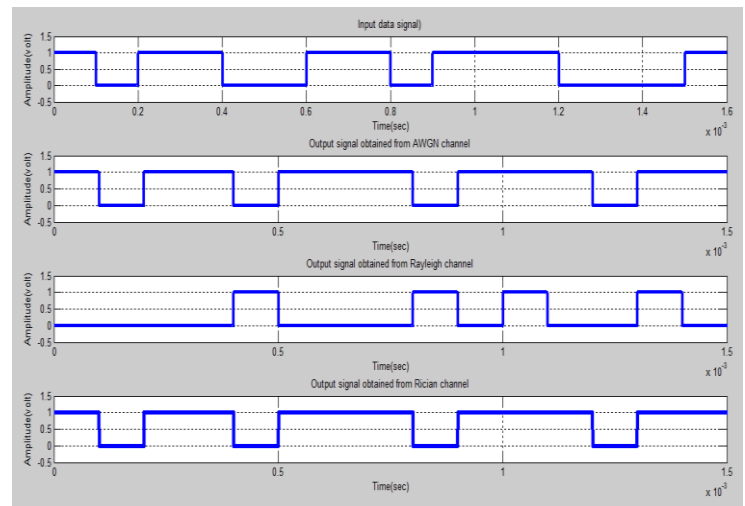 Input data signal)
Amplitude(volt)
1.5
1
0.5
0
-0.5
0 0.2 0.4 0.6 0.8 1 1.2 1.4 1.6
Time(sec)
x 10-3
Output signal obtained from AWGN channel
Amplitude(volt)
1.5
1
0.5
0
-0.5
0 0.5 1 1.5
Time(sec)
x 10-3
Output signal obtained from Rayleigh channel
Amplitude(volt)
1.5
1
0.5
0
-0.5
0 0.5 1 1.5
Time(sec)
x 10-3
Output signal obtained from Rician channel
Amplitude(volt)
1.5
1
0.5
0
-0.5
0 0.5 1 1.5
Time(sec)
x 10-3